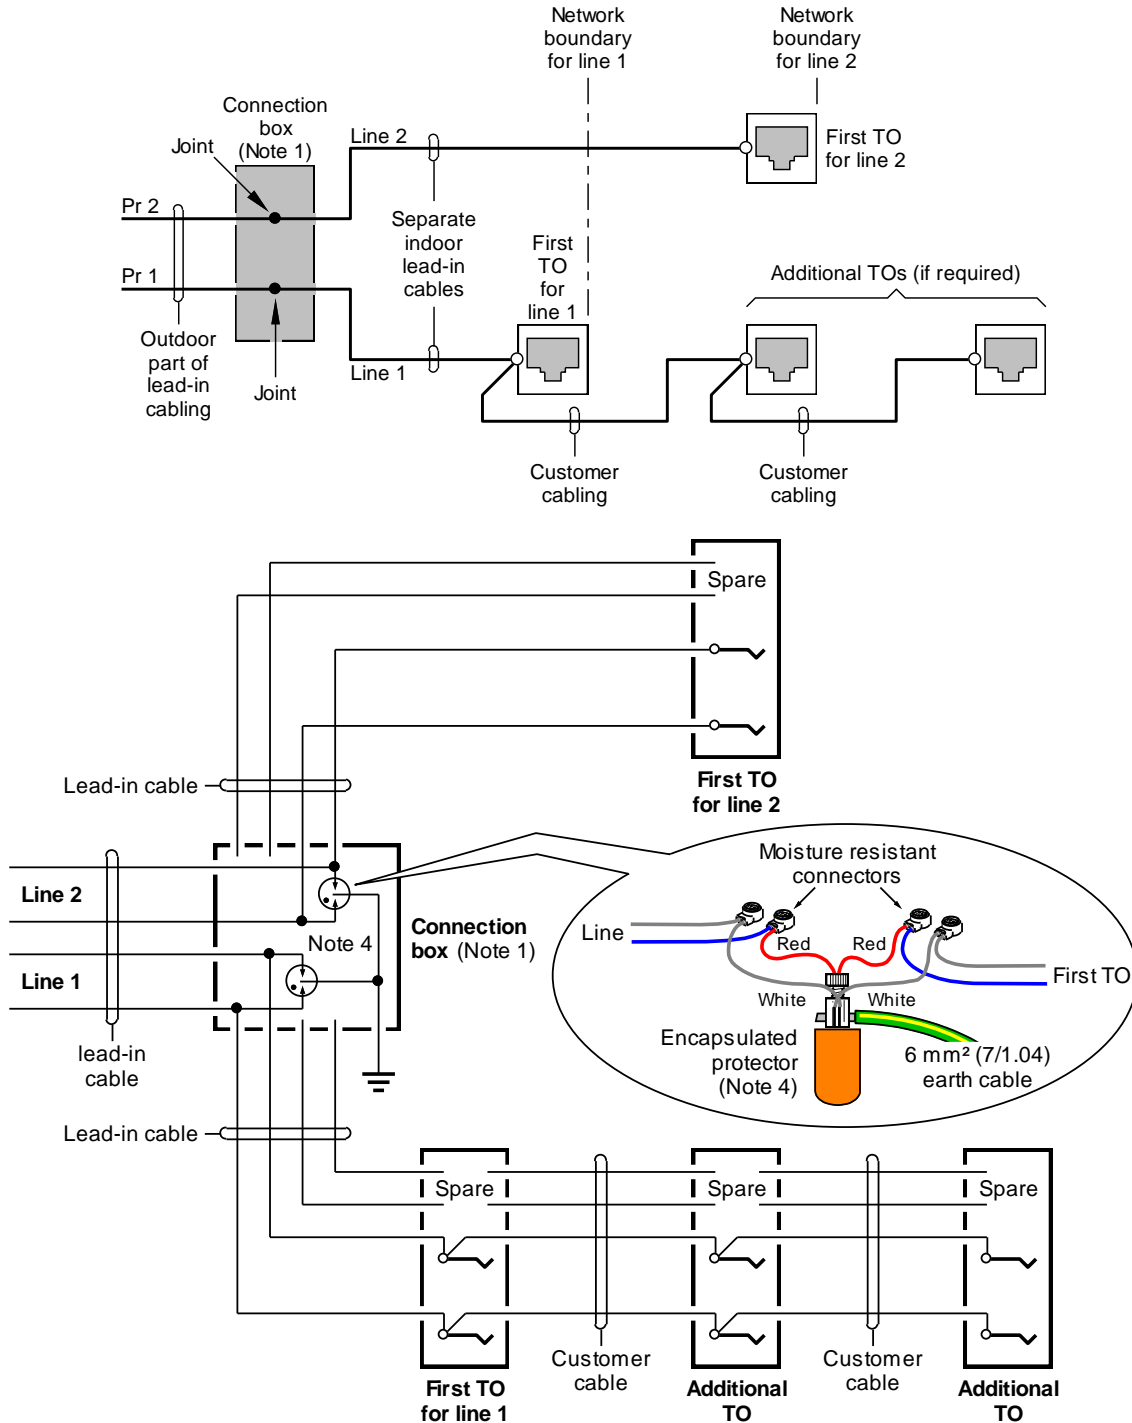 Network
boundary
for line 1
Network
boundary
for line 2
Connection
box
(Note 1)
Joint
Line 2
First TO
for line 2
Pr 2
Separate
indoor
lead-in
cables
First
TO
for
line 1
Pr 1
Additional TOs (if required)
Outdoor
part of
lead-in
cabling
Joint
Line 1
Customer
cabling
Customer
cabling
Spare
Lead-in cable
First TO
for line 2
Line 2
Note 4
Line 1
Connection
box (Note 1)
Moisture resistant
connectors
Line
Red
Red
First TO
White
White
Encapsulated
protector
(Note 4)
6 mm² (7/1.04)
earth cable
lead-in
cable
Lead-in cable
Spare
Spare
Spare
Customer
cable
Customer
cable
First TO
for line 1
Additional
TO
Additional
TO